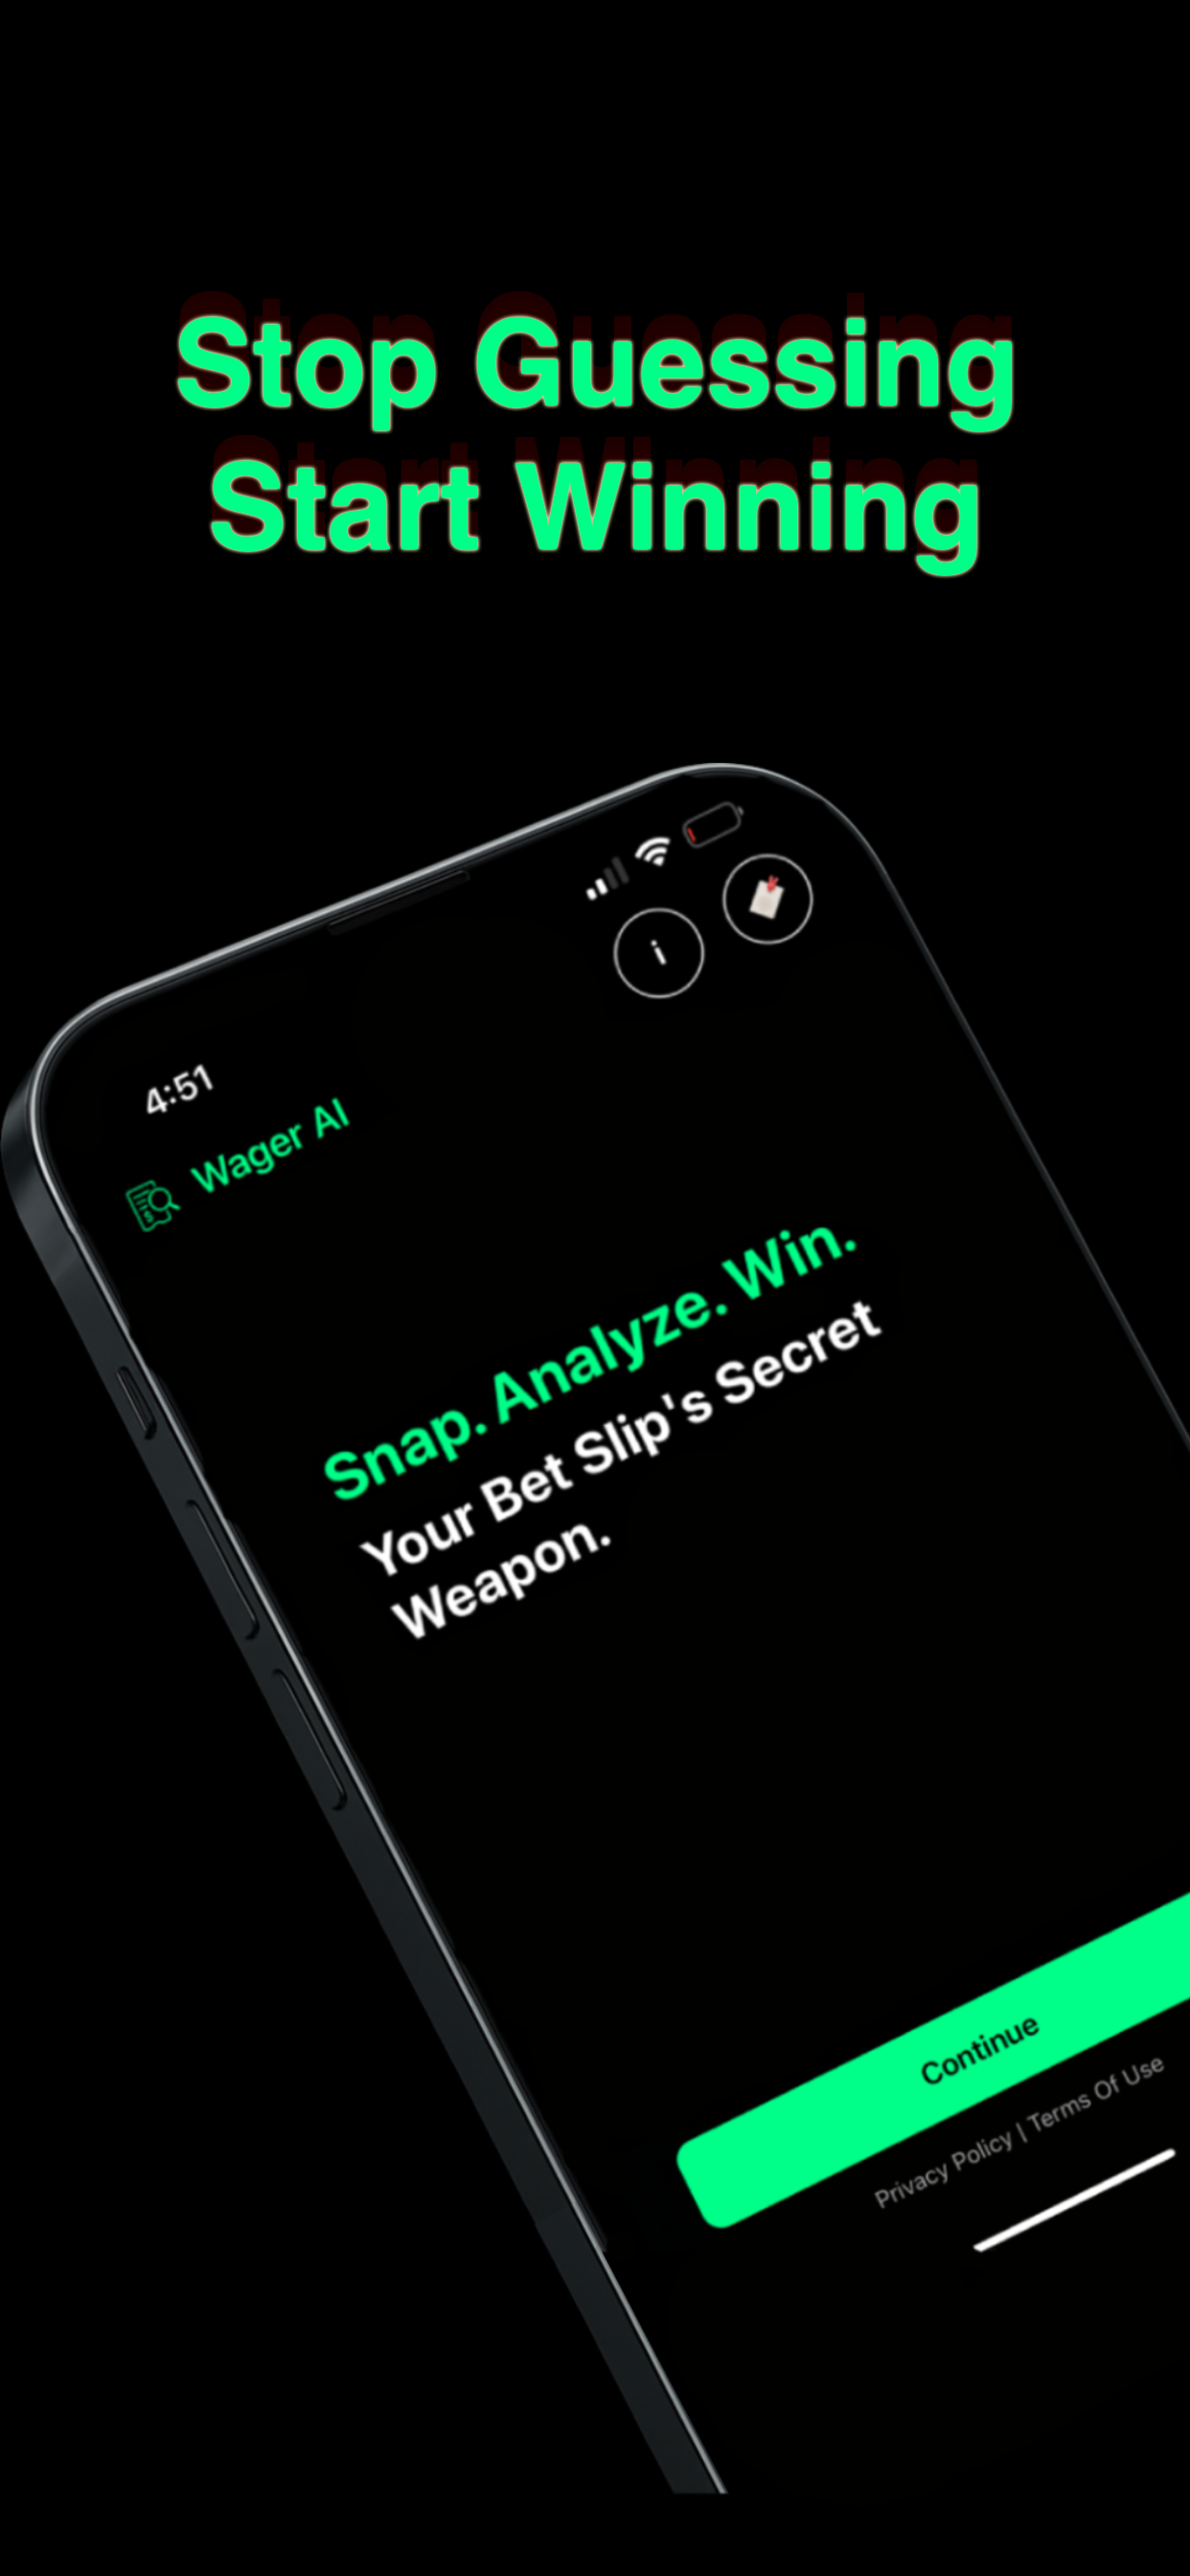 Stop Guessing
Start Winning
4:51
i
Wager AI
Snap. Analyze. Win.
Your Bet Slip's Secret
Weapon.
Continue
Privacy Policy | Terms Of Use